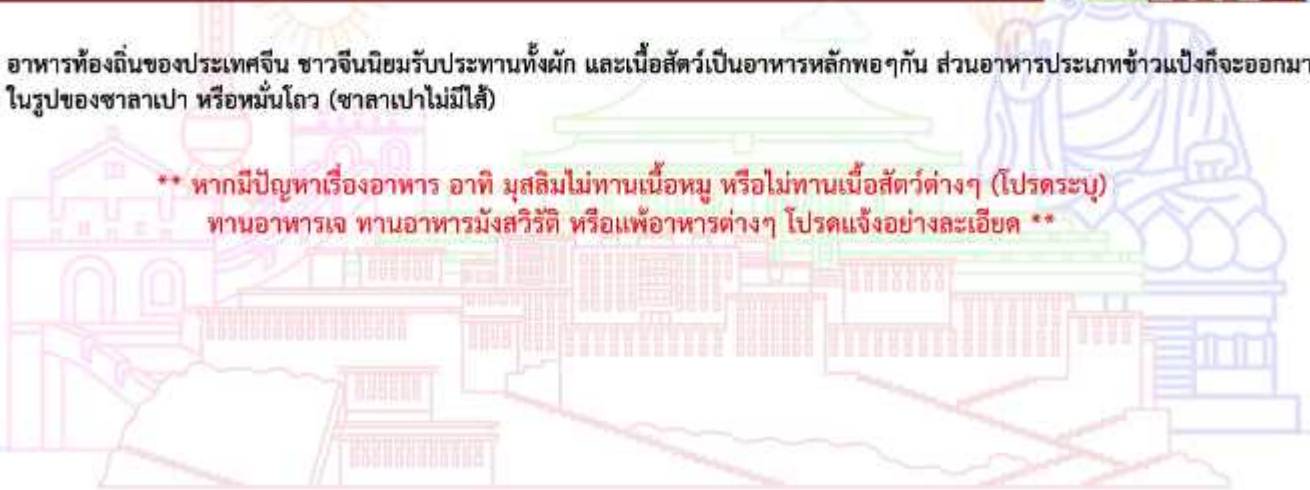 อาหารท้องถิ่นของประเทศจีน ชาวจีนนิยมรับประทานทั้งผัก และเนื้อสัตว์เป็นอาหารหลักพอๆกัน ส่วนอาหารประเภทข้าวแป้งก็จะออกมา
ในรูปของซาลาเปา หรือหมั่นโถว (ซาลาเปาไม่มีไส้)
** หากมีปัญหาเรื่องอาหาร อาทิ มุสลิมไม่ทานเนื้อหมู หรือไม่ทานเนื้อสัตว์ต่างๆ (โปรดระบุ)
ทานอาหารเจ ทานอาหารมังสวิรัติ หรือแพ้อาหารต่างๆ โปรดแจ้งอย่างละเอียด **